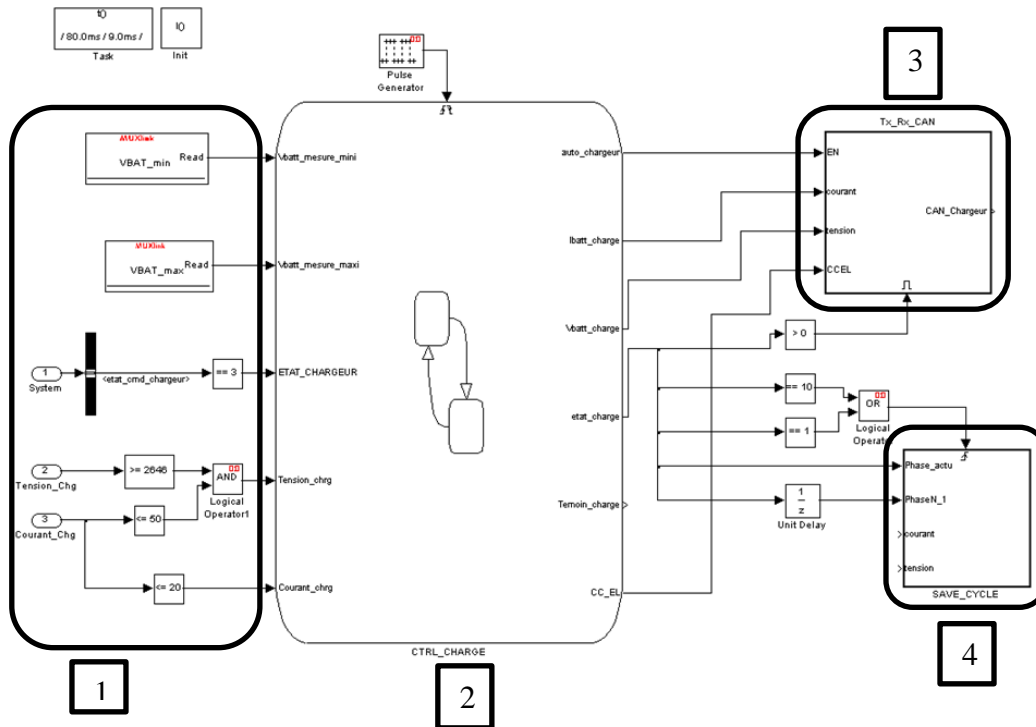 t()
/ 80.0ms / 9.0ms /
Task
t()
Init
Pulse
Generator
3
Tx_Rx_CAN
EN
courant
tension
CCEL
CAN_Chargeur
MUXlink
VBAT_min
Read
MUXlink
VBAT_max
Read
1
System
<etat_cmd_chargeur>
== 3
2
Tension_Chg
>= 2646
AND
Logical
Operator1
3
Courant_Chg
<= 50
<= 20
Vbatt_mesure_mini
Vbatt_mesure_maxi
ETAT_CHARGEUR
Tension_chrg
Courant_chrg
auto_chargeur
Ibatt_charge
Vbatt_charge
etat_charge
Temoin_charge
CC_EL
CTRL_CHARGE
> 0
== 10
== 1
OR
Logical
Operator
1
z
Unit Delay
Phase_actu
PhaseN_1
courant
tension
SAVE_CYCLE
1
2
4